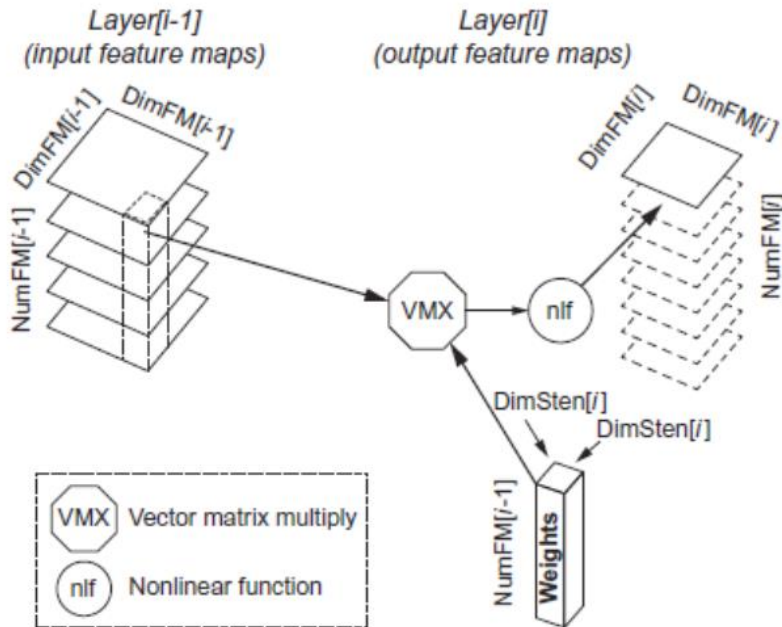 Layer[i-1]
(input feature maps)
Layer[i]
(output feature maps)
DimFM[i-1]
DimFM[i-1]
NumFM[i-1]
DimFM[i]
DimFM[i]
NumFM[i]
VMX
nlf
DimSten[i]
DimSten[i]
NumFM[i-1]
Weights
VMX
Vector matrix multiply
nlf
Nonlinear function